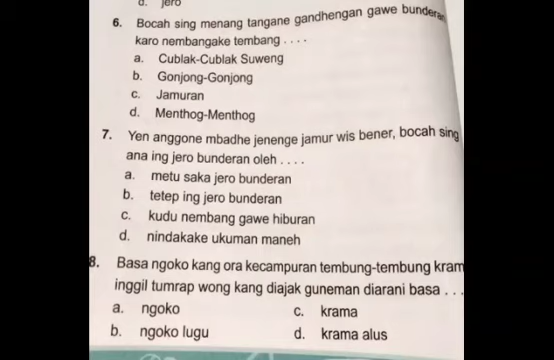 d. jero
6. Bocah sing menang tangane gandhengan gawe bunderan
karo nembangake tembang . . . .
a. Cublak-Cublak Suweng
b. Gonjong-Gonjong
c. Jamuran
d. Menthog-Menthog
7. Yen anggone mbadhe jenenge jamur wis bener, bocah sing
ana ing jero bunderan oleh . . . .
a. metu saka jero bunderan
b. tetep ing jero bunderan
c. kudu nembang gawe hiburan
d. nindakake ukuman maneh
8. Basa ngoko kang ora kecampuran tembung-tembung kram
inggil tumrap wong kang diajak guneman diarani basa . . .
a. ngoko c. krama
b. ngoko lugu d. krama alus